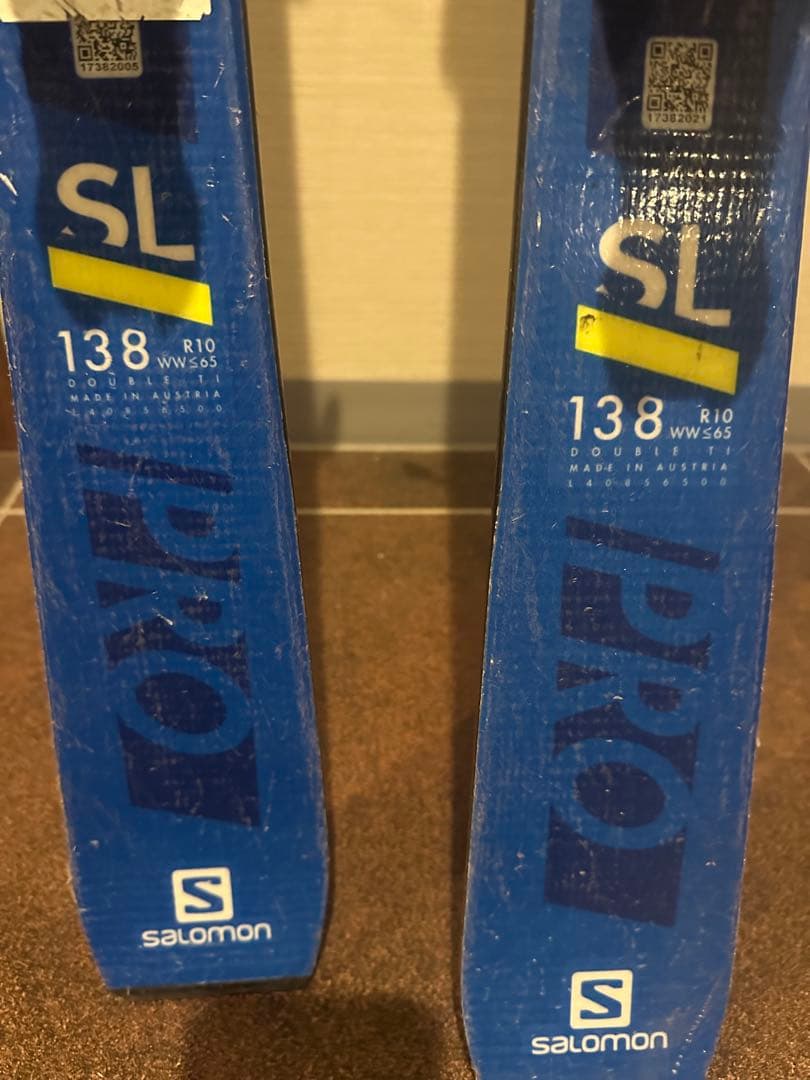 17382005
SL
138 R10
WW≤65
DOUBLE TI
MADE IN AUSTRIA
L40856500
PRO
S
salomon
17382021
SL
138 R10
WW≤65
DOUBLE TI
MADE IN AUSTRIA
L40856500
PRO
S
salomon